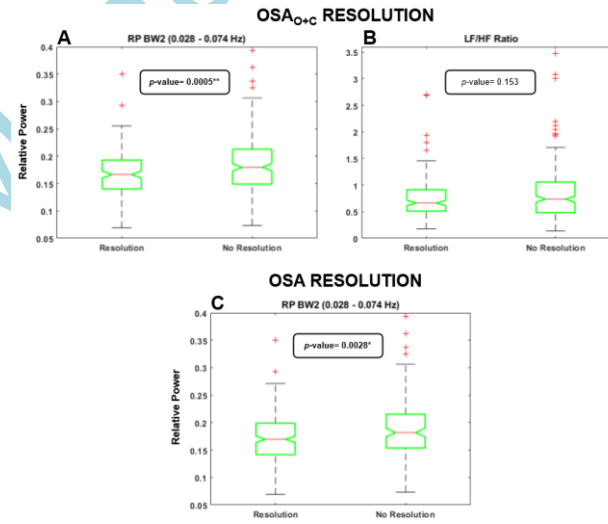 OSAO+C RESOLUTION
A
RP BW2 (0.028 - 0.074 Hz)
0.4
0.35
0.3
0.25
0.2
0.15
0.1
0.05
Relative Power
p-value= 0.0005**
Resolution No Resolution
B
LF/HF Ratio
3.5
3
2.5
2
1.5
1
0.5
0
p-value= 0.153
Resolution No Resolution
OSA RESOLUTION
C
RP BW2 (0.028 - 0.074 Hz)
0.4
0.35
0.3
0.25
0.2
0.15
0.1
0.05
Relative Power
p-value= 0.0028*
Resolution No Resolution